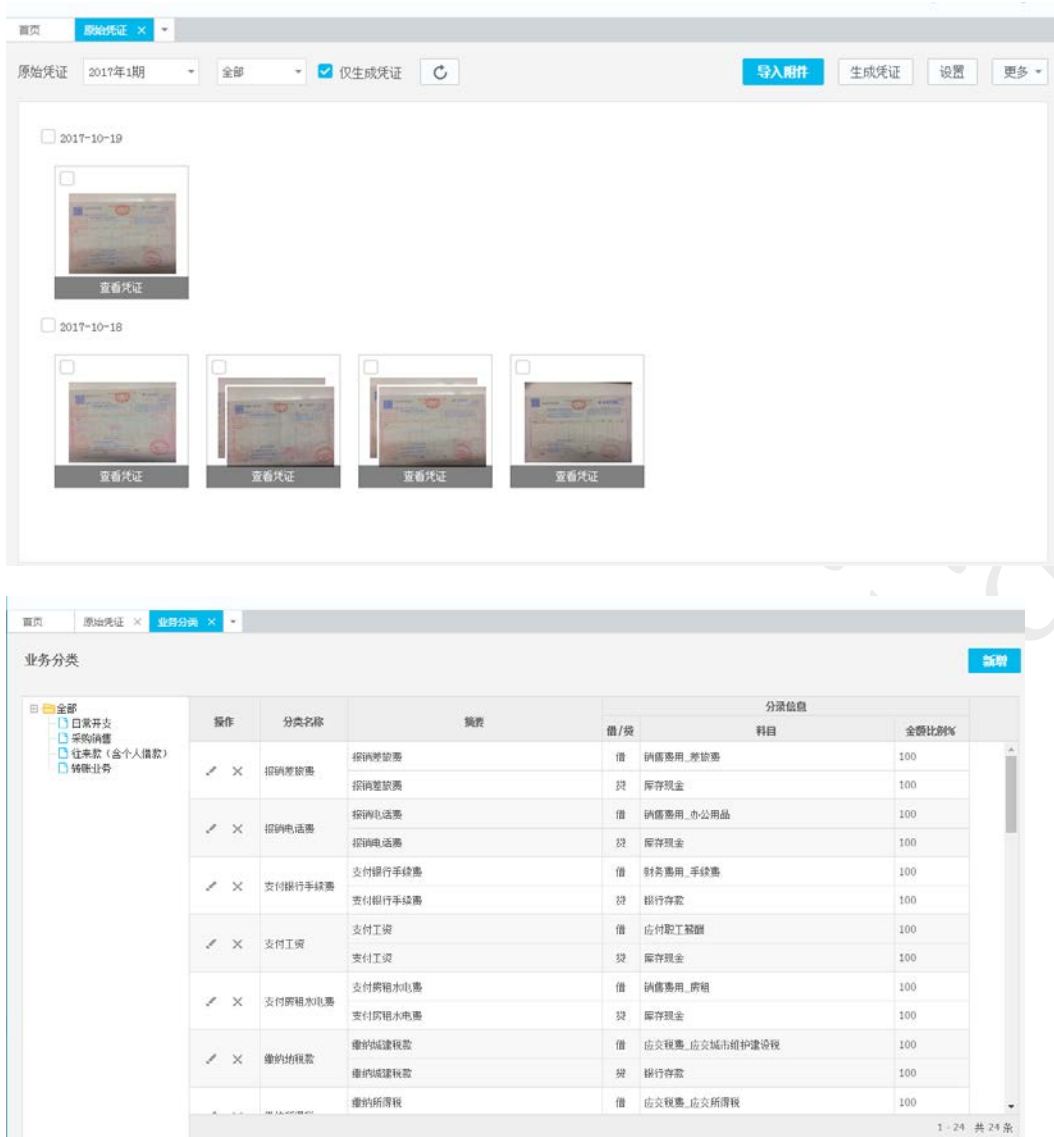 首页 原始凭证
原始凭证 2017年1期 全部 仅生成凭证 导入附件 生成凭证 设置 更多
2017-10-19
查看凭证
2017-10-18
查看凭证 查看凭证 查看凭证 查看凭证
首页 原始凭证 业务分类
业务分类 新增
全部
日常开支
采购销售
往来款（含个人借款）
转账业务
操作 分类名称 摘要 分录信息
借/贷 科目 金额比例%
报销差旅费 报销差旅费 借 销售费用_差旅费 100
报销差旅费 贷 库存现金 100
报销电话费 报销电话费 借 销售费用_办公用品 100
报销电话费 贷 库存现金 100
支付银行手续费 支付银行手续费 借 财务费用_手续费 100
支付银行手续费 贷 银行存款 100
支付工资 支付工资 借 应付职工薪酬 100
支付工资 贷 库存现金 100
支付房租水电费 支付房租水电费 借 销售费用_房租 100
支付房租水电费 贷 库存现金 100
缴纳地税款 缴纳城建税款 借 应交税费_应交城市维护建设税 100
缴纳城建税款 贷 银行存款 100
缴纳所得税 借 应交税费_应交所得税 100
1 - 24 共 24 条